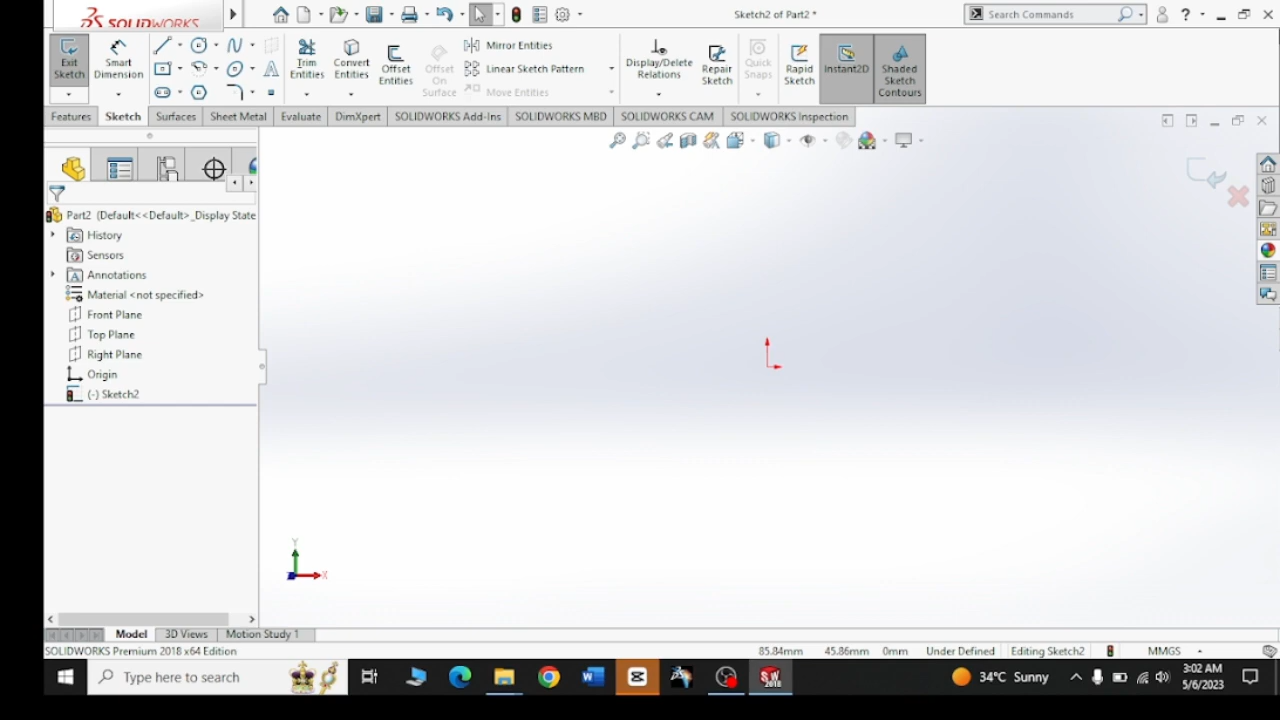 SOLIDWORKS
Sketch2 of Part2 *
Search Commands
?
Exit Sketch
Smart Dimension
Trim Entities
Convert Entities
Offset Entities
Offset On Surface
Mirror Entities
Linear Sketch Pattern
Move Entities
Display/Delete Relations
Repair Sketch
Quick Snaps
Rapid Sketch
Instant2D
Shaded Sketch Contours
Features
Sketch
Surfaces
Sheet Metal
Evaluate
DimXpert
SOLIDWORKS Add-Ins
SOLIDWORKS MBD
SOLIDWORKS CAM
SOLIDWORKS Inspection
Part2 (Default<<Default>_Display State
History
Sensors
Annotations
Material <not specified>
Front Plane
Top Plane
Right Plane
Origin
(-) Sketch2
Y
X
Model
3D Views
Motion Study 1
SOLIDWORKS Premium 2018 x64 Edition
85.84mm
45.86mm
0mm
Under Defined
Editing Sketch2
MMGS
Type here to search
SW 2018
34°C Sunny
3:02 AM
5/6/2023